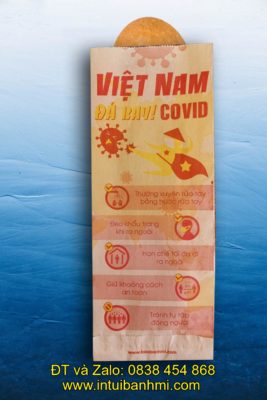 VIỆT NAM
ĐÁ BAY! COVID
Thường xuyên rửa tay
bằng nước rửa tay
Đeo khẩu trang
khi ra ngoài
Hạn chế tối đa đi
ra ngoài
Giữ khoảng cách
an toàn
Tránh tụ tập
đông người
ĐT và Zalo: 0838 454 868
www.intuibanhmi.com